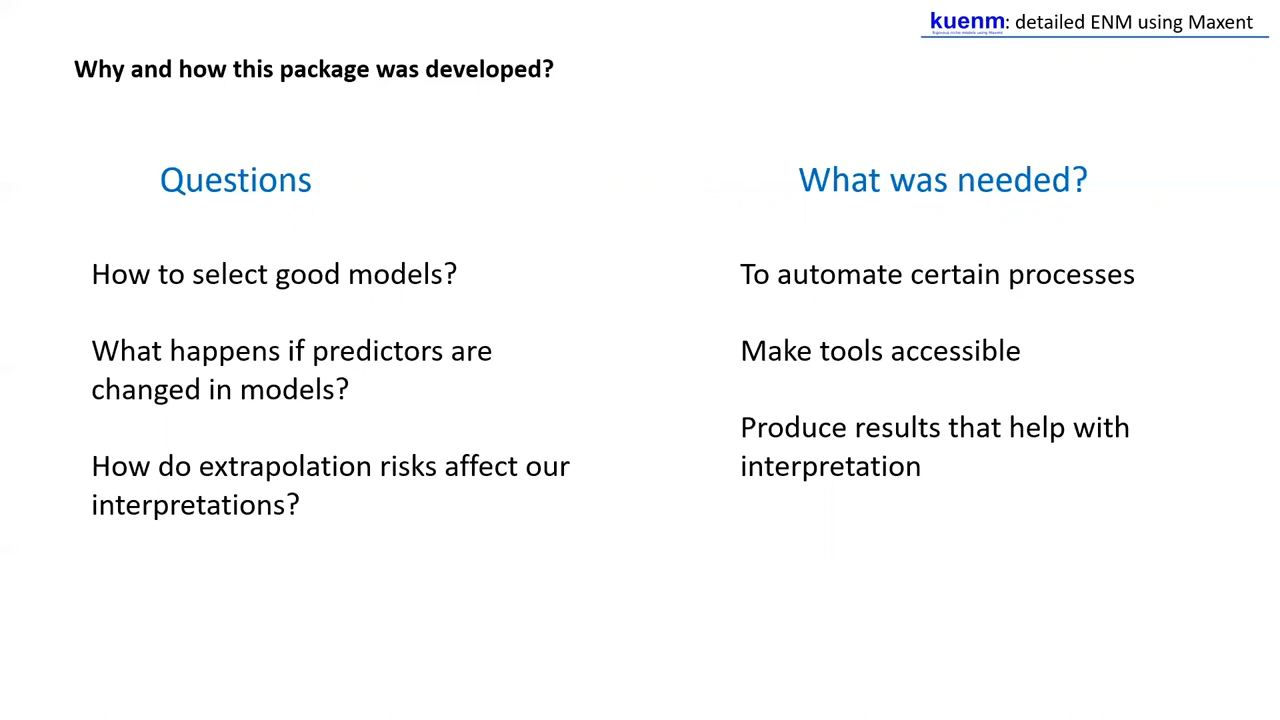 kuenm: detailed ENM using Maxent
Why and how this package was developed?
Questions
How to select good models?
What happens if predictors are
changed in models?
How do extrapolation risks affect our
interpretations?
What was needed?
To automate certain processes
Make tools accessible
Produce results that help with
interpretation